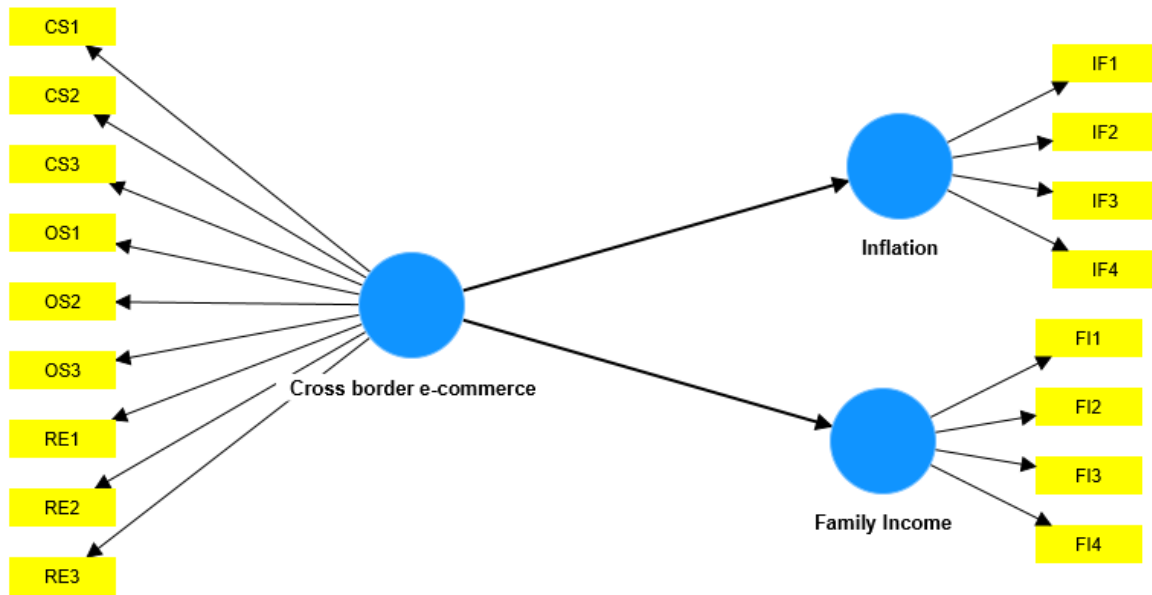 CS1
CS2
CS3
OS1
OS2
OS3
RE1
RE2
RE3
Cross border e-commerce
Inflation
IF1
IF2
IF3
IF4
Family Income
FI1
FI2
FI3
FI4